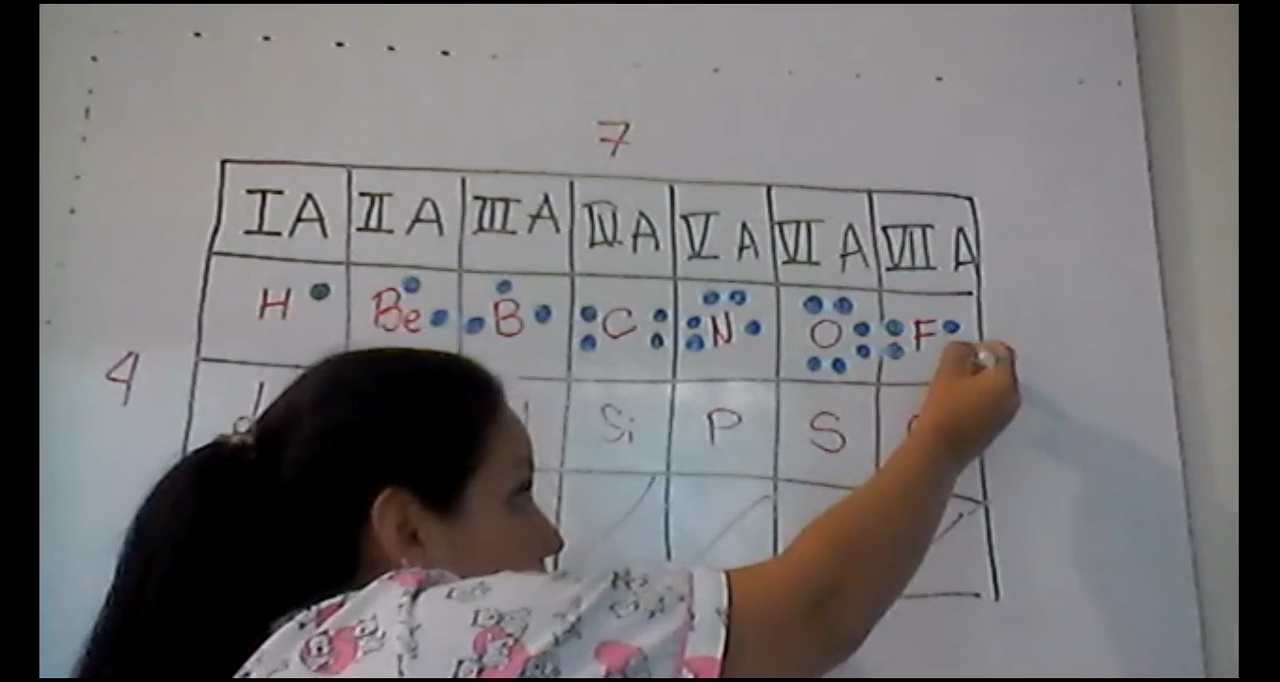 7
IA IIA IIIA IVA VA VIA VIIA
H Be B C N O F
4
Si P S